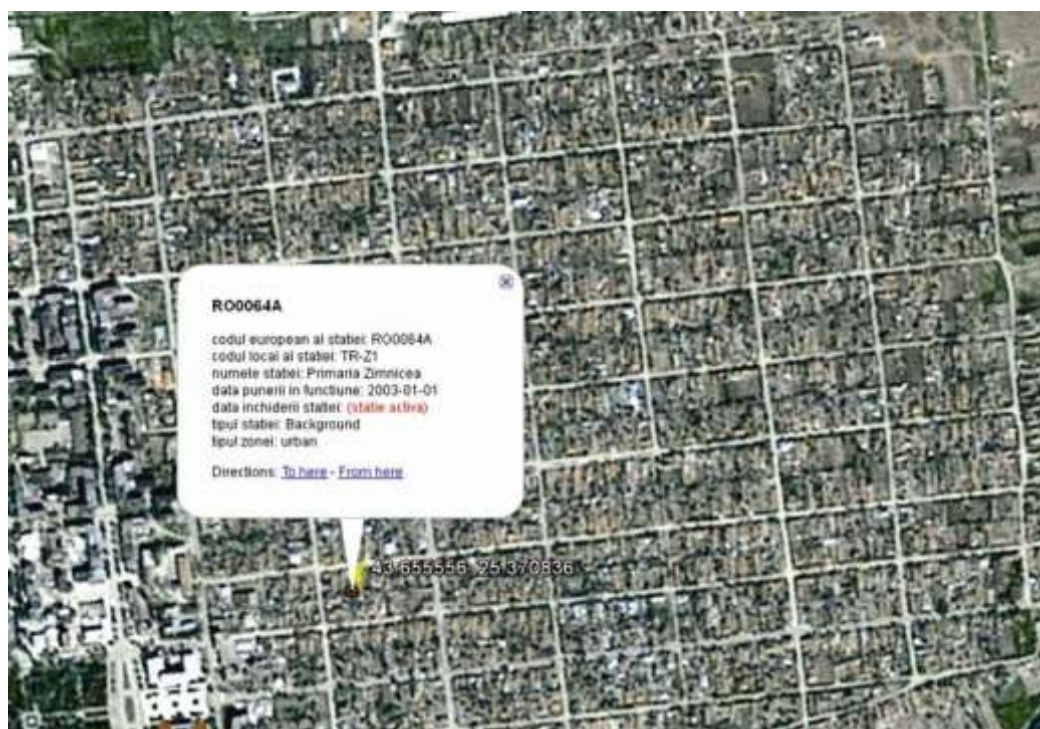 RO0064A
codul european al statiei: RO0064A
codul local al statiei: TR-Z1
numele statiei: Primaria Zimnicea
data punerii in functiune: 2003-01-01
data inchiderii statiei: (statie activa)
tipul statiei: Background
tipul zonei: urban
Directions: To here - From here
43.655556, 25.370836